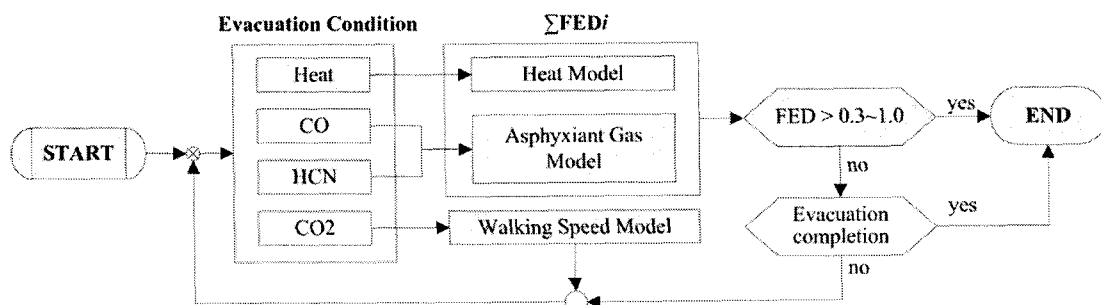 Evacuation Condition
∑FEDi
Heat
Heat Model
CO
HCN
Asphyxiant Gas
Model
CO2
Walking Speed Model
START
FED > 0.3~1.0
yes
END
no
Evacuation
completion
yes
no